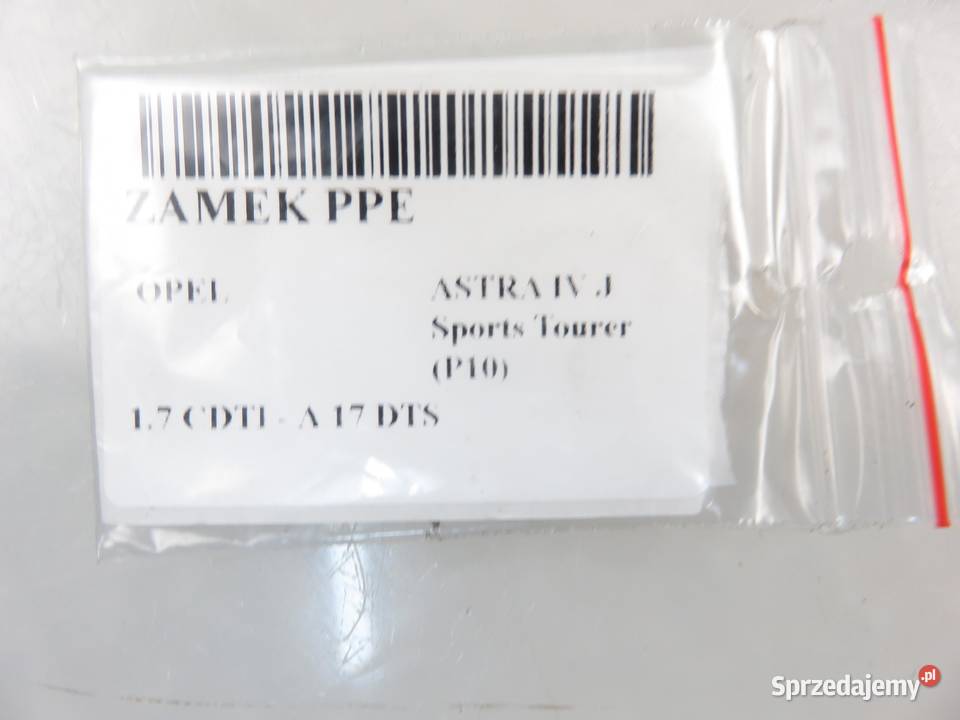 ZAMEK PPE
OPEL
ASTRA IV J
Sports Tourer
(P10)
1.7 CDTI - A 17 DTS
Sprzedajemy.pl